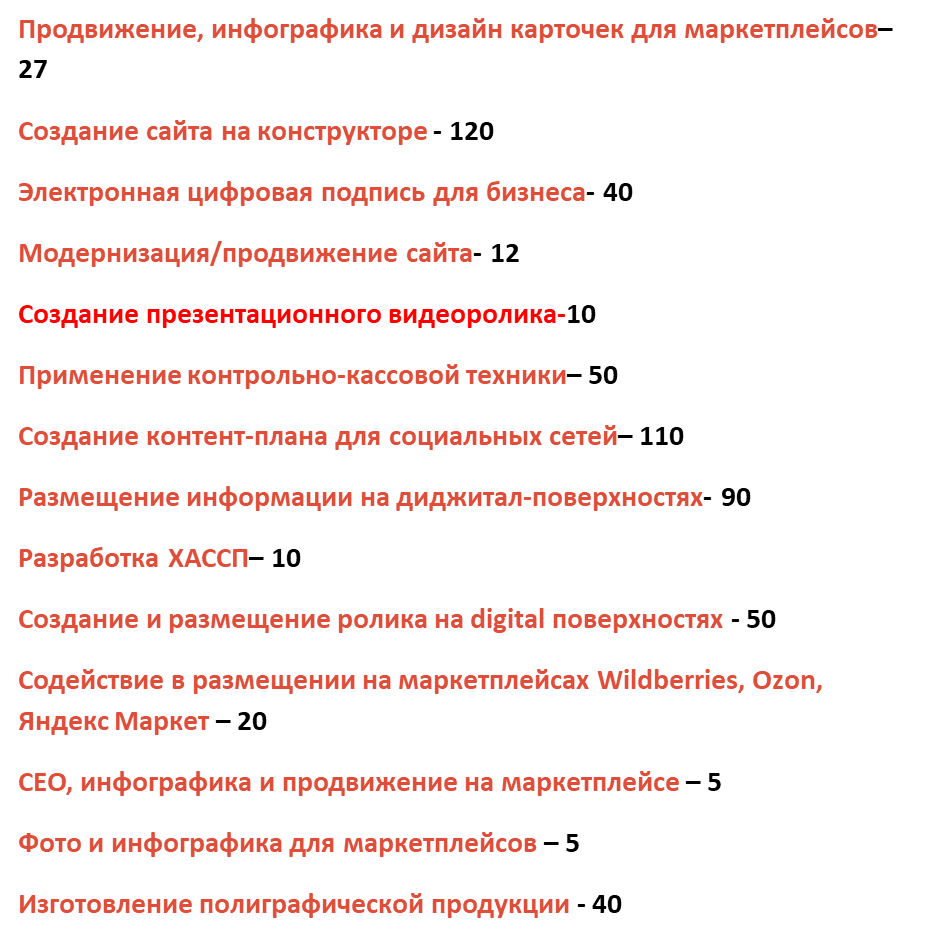 Продвижение, инфографика и дизайн карточек для маркетплейсов–
27
Создание сайта на конструкторе - 120
Электронная цифровая подпись для бизнеса- 40
Модернизация/продвижение сайта- 12
Создание презентационного видеоролика-10
Применение контрольно-кассовой техники– 50
Создание контент-плана для социальных сетей– 110
Размещение информации на диджитал-поверхностях- 90
Разработка ХАССП– 10
Создание и размещение ролика на digital поверхностях - 50
Содействие в размещении на маркетплейсах Wildberries, Ozon,
Яндекс Маркет – 20
СЕО, инфографика и продвижение на маркетплейсе – 5
Фото и инфографика для маркетплейсов – 5
Изготовление полиграфической продукции - 40